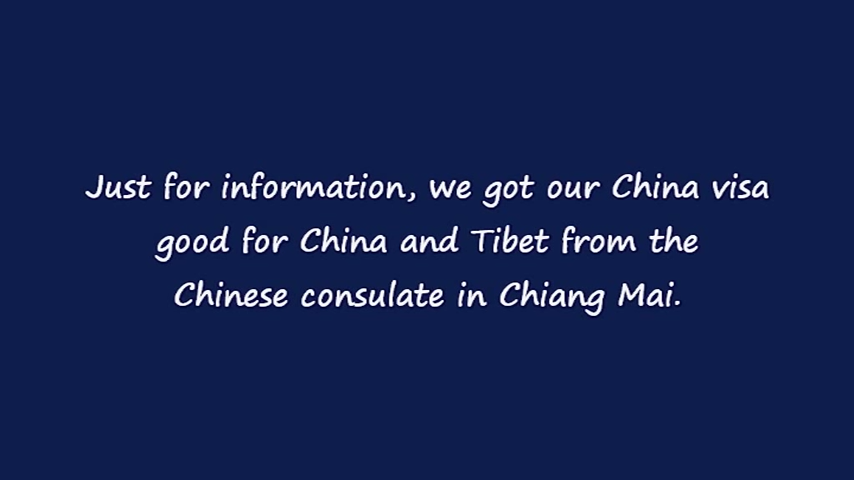 Just for information, we got our China visa
good for China and Tibet from the
Chinese consulate in Chiang Mai.